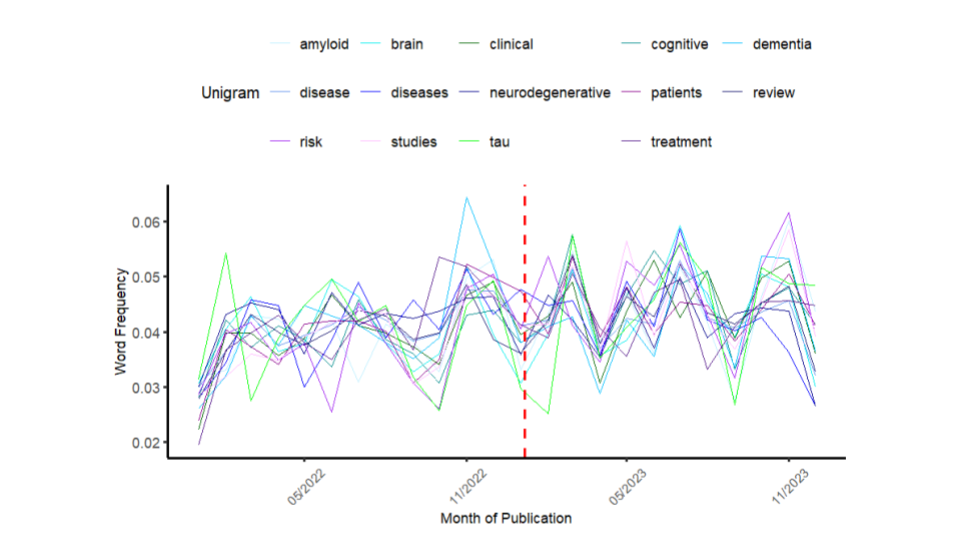 amyloid brain clinical cognitive dementia
Unigram disease diseases neurodegenerative patients review
risk studies tau treatment
0.06
0.05
0.04
0.03
0.02
Word Frequency
05/2022 11/2022 05/2023 11/2023
Month of Publication